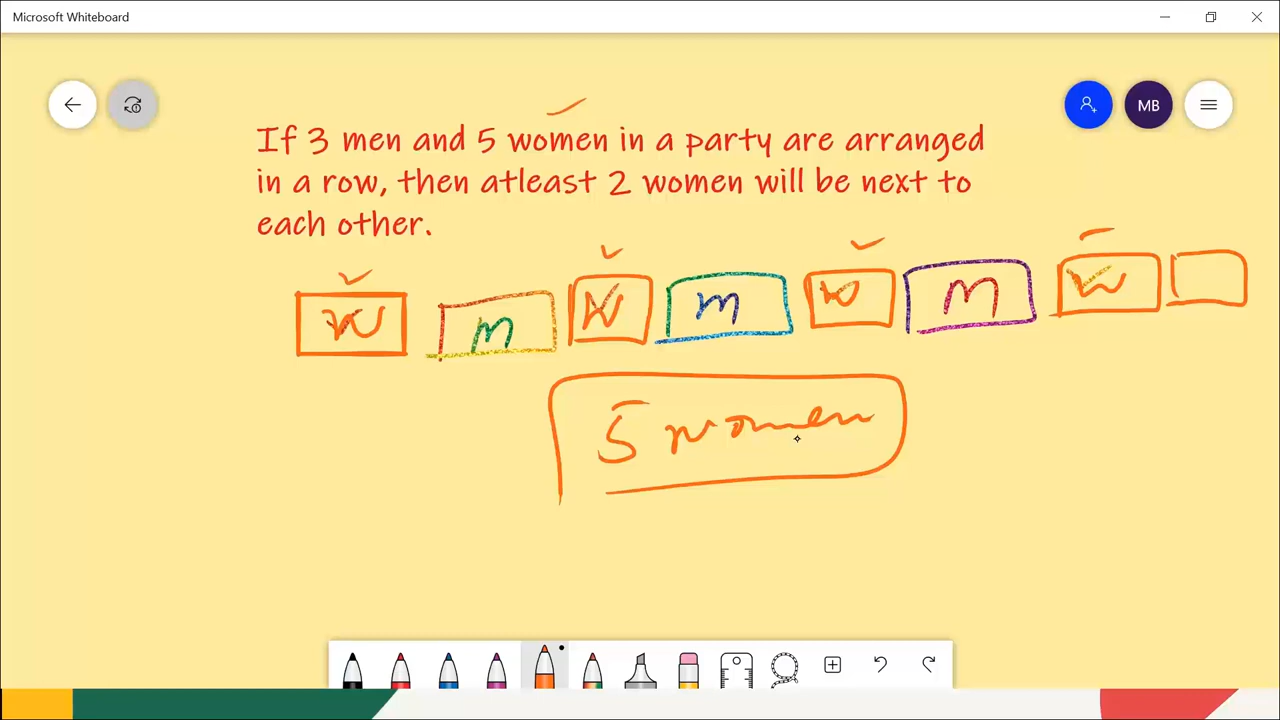 Microsoft Whiteboard
MB
If 3 men and 5 women in a party are arranged
in a row, then atleast 2 women will be next to
each other.
W m W m W m W
5 women